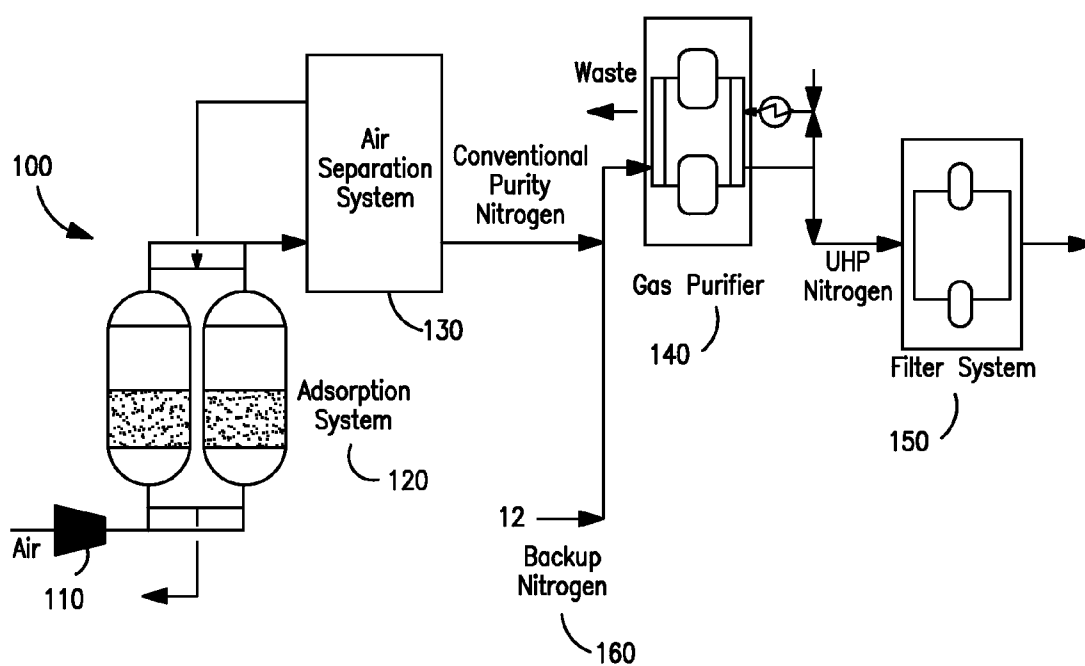 Waste
Air
Separation
System
Conventional
Purity
Nitrogen
100
130
Gas Purifier
140
UHP
Nitrogen
Filter System
150
Adsorption
System
120
Air
110
12
Backup
Nitrogen
160